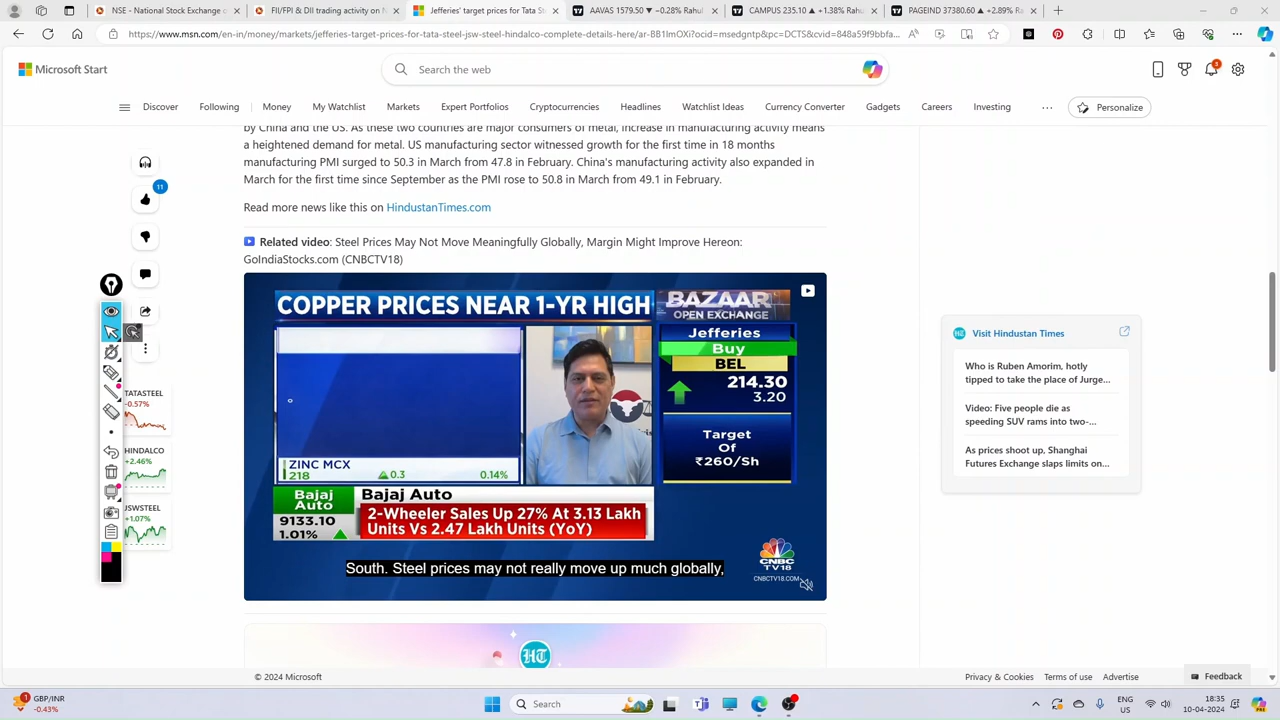 NSE - National Stock Exchange o
FII/FPI & DII trading activity on N
Jefferies' target prices for Tata St
AAVAS 1579.50 ▼ −0.28% Rahul
CAMPUS 235.10 ▲ +1.38% Rahul
PAGEIND 37380.60 ▲ +2.89% R
https://www.msn.com/en-in/money/markets/jefferies-target-prices-for-tata-steel-jsw-steel-hindalco-complete-details-here/ar-BB1lmOXi?ocid=msedgntp&pc=DCTS&cvid=848a59f9bbfa...
Microsoft Start
Search the web
3
Discover
Following
Money
My Watchlist
Markets
Expert Portfolios
Cryptocurrencies
Headlines
Watchlist Ideas
Currency Converter
Gadgets
Careers
Investing
Personalize
by China and the US. As these two countries are major consumers of metal, increase in manufacturing activity means
a heightened demand for metal. US manufacturing sector witnessed growth for the first time in 18 months
manufacturing PMI surged to 50.3 in March from 47.8 in February. China's manufacturing activity also expanded in
March for the first time since September as the PMI rose to 50.8 in March from 49.1 in February.
11
Read more news like this on HindustanTimes.com
Related video: Steel Prices May Not Move Meaningfully Globally, Margin Might Improve Hereon:
GoIndiaStocks.com (CNBCTV18)
COPPER PRICES NEAR 1-YR HIGH
BAZAAR
OPEN EXCHANGE
Jefferies
Buy
BEL
214.30
3.20
Target
Of
₹260/Sh
ZINC MCX
218
0.3
0.14%
Bajaj
Auto
9133.10
1.01%
Bajaj Auto
2-Wheeler Sales Up 27% At 3.13 Lakh
Units Vs 2.47 Lakh Units (YoY)
South. Steel prices may not really move up much globally,
CNBC
TV18
CNBCTV18.COM
TATASTEEL
-0.57%
HINDALCO
+2.46%
JSWSTEEL
+1.07%
Visit Hindustan Times
Who is Ruben Amorim, hotly
tipped to take the place of Jurge...
Video: Five people die as
speeding SUV rams into two-...
As prices shoot up, Shanghai
Futures Exchange slaps limits on...
HT
© 2024 Microsoft
Privacy & Cookies
Terms of use
Advertise
Feedback
1
GBP/INR
-0.43%
Search
ENG
US
18:35
10-04-2024